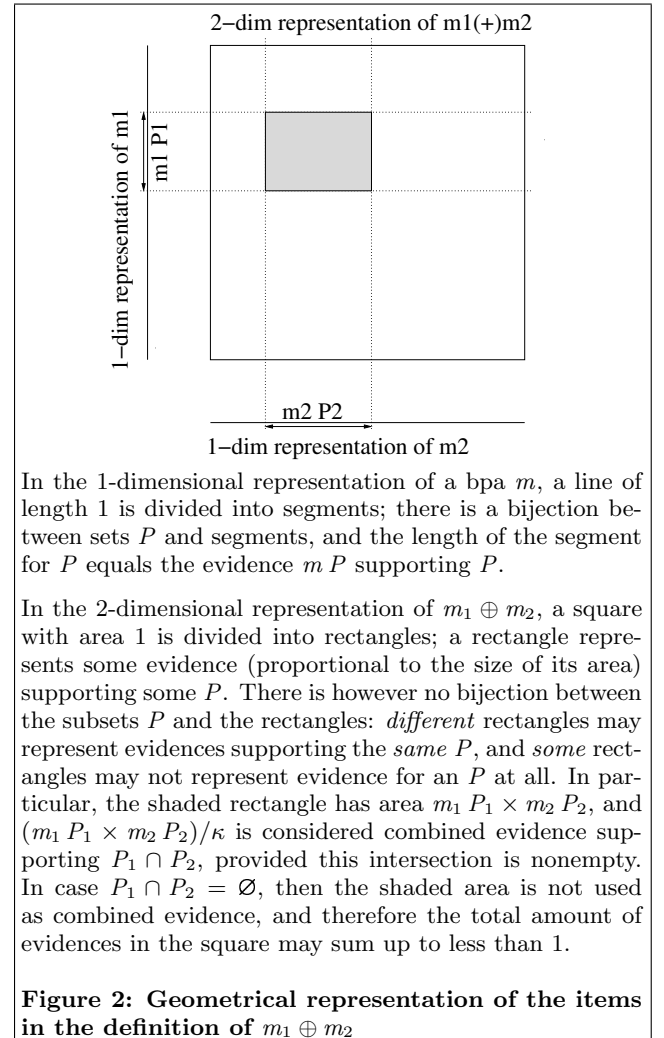 2−dim representation of m1(+)m2
1−dim representation of m1
m1 P1
m2 P2
1−dim representation of m2
In the 1-dimensional representation of a bpa m, a line of
length 1 is divided into segments; there is a bijection be-
tween sets P and segments, and the length of the segment
for P equals the evidence m P supporting P.
In the 2-dimensional representation of m₁ ⊕ m₂, a square
with area 1 is divided into rectangles; a rectangle repre-
sents some evidence (proportional to the size of its area)
supporting some P. There is however no bijection between
the subsets P and the rectangles: different rectangles may
represent evidences supporting the same P, and some rect-
angles may not represent evidence for an P at all. In par-
ticular, the shaded rectangle has area m₁ P₁ × m₂ P₂, and
(m₁ P₁ × m₂ P₂)/κ is considered combined evidence sup-
porting P₁ ∩ P₂, provided this intersection is nonempty.
In case P₁ ∩ P₂ = ∅, then the shaded area is not used
as combined evidence, and therefore the total amount of
evidences in the square may sum up to less than 1.
Figure 2: Geometrical representation of the items
in the definition of m₁ ⊕ m₂